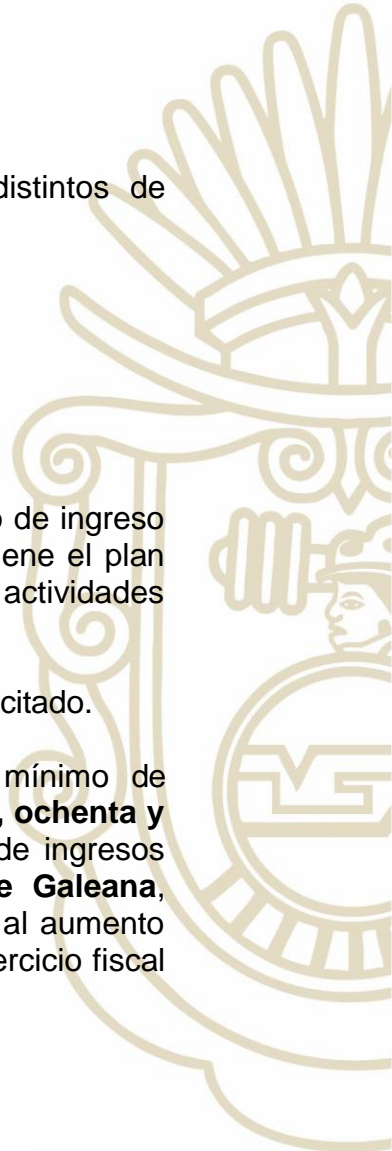 distintos de
de ingreso
ene el plan
actividades
citado.
mínimo de
, ochenta y
de ingresos
e Galeana,
al aumento
ercicio fiscal